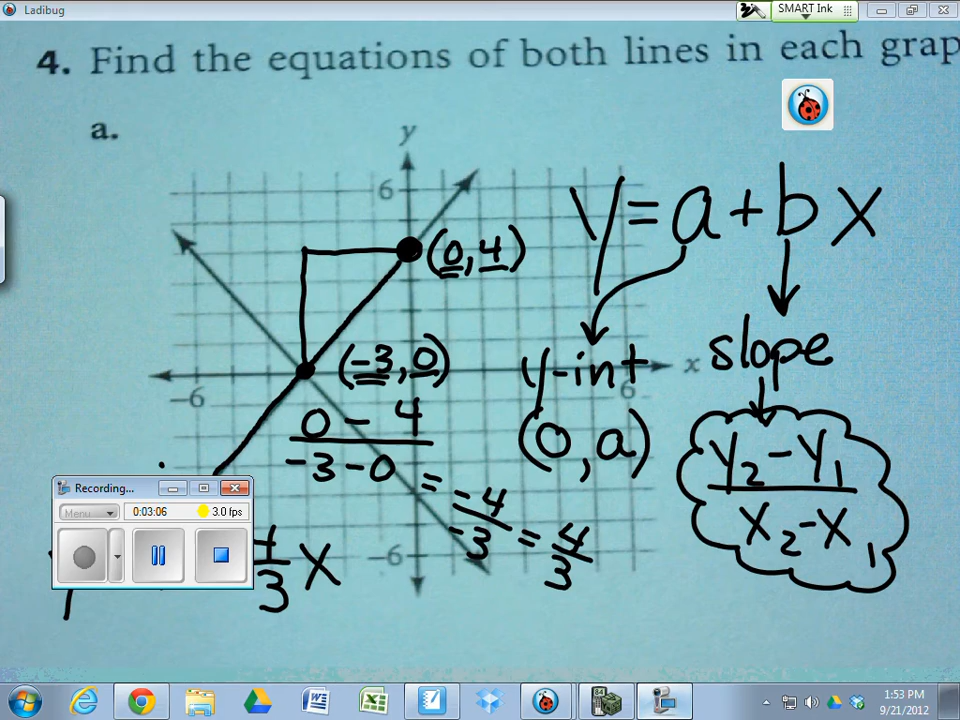 Ladibug
SMART Ink
4. Find the equations of both lines in each grap
a.
y
6
y = a + b x
(0, 4)
(-3, 0)
x
-6
6
y-int
slope
(0, a)
0 - 4
-3 - 0
= -4
-3
= 4
3
y2 - y1
x2 - x1
Recording...
Menu
0:03:06
3.0 fps
3 x
-6
1:53 PM
9/21/2012